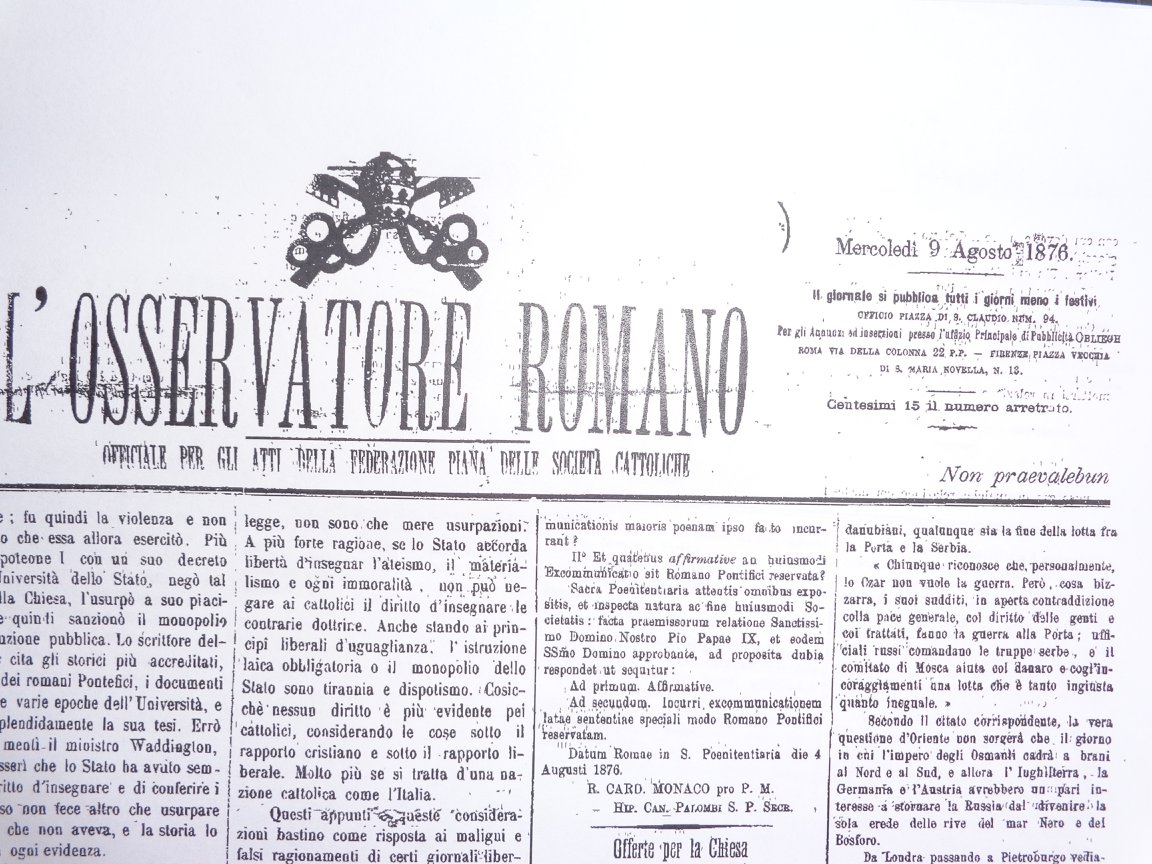 Mercoledì 9 Agosto 1876.
Il giornale si pubblica tutti i giorni meno i festivi
OFFICIO PIAZZA DI S. CLAUDIO NUM. 94.
Per gli Annunzi ed inserzioni presso l'ufizio Principale di Pubblicità OBLIEGH
ROMA VIA DELLA COLONNA 22 P.P. — FIRENZE PIAZZA VECCHIA
DI S. MARIA NOVELLA, N. 13.
Centesimi 15 il numero arretrato.
L'OSSERVATORE ROMANO
OFFICIALE PER GLI ATTI DELLA FEDERAZIONE PIANA DELLE SOCIETÀ CATTOLICHE
Non praevalebun
e ; fu quindi la violenza e non
o che essa allora esercitò. Più
poteone I con un suo decreto
niversità dello Stato, negò tal
lla Chiesa, l'usurpò a suo piaci-
e quindi sanzionò il monopolio
uzione pubblica. Lo scrittore del-
e cita gli storici più accreditati,
dei romani Pontefici, i documenti
e varie epoche dell'Università, e
plendidamente la sua tesi. Errò
menti il ministro Waddington,
sserì che lo Stato ha avuto sem-
ritto d'insegnare e di conferire i
so non fece altro che usurpare
che non aveva, e la storia lo
ogni evidenza.
legge, non sono che mere usurpazioni.
A più forte ragione, se lo Stato accorda
libertà d'insegnar l'ateismo, il materia-
lismo e ogni immoralità, non può ne-
gare ai cattolici il diritto d'insegnare le
contrarie dottrine. Anche stando ai prin-
cipî liberali d'uguaglianza, l' istruzione
laica obbligatoria o il monopolio dello
Stato sono tirannia e dispotismo. Cosic-
chè nessun diritto è più evidente pei
cattolici, considerando le cose sotto il
rapporto cristiano e sotto il rapporto li-
berale. Molto più se si tratta d'una na-
zione cattolica come l'Italia.
Questi appunti e queste considera-
zioni bastino come risposta ai maligni e
falsi ragionamenti di certi giornali liber-
municationis maioris poenam ipso facto incur-
rant ?
II° Et quatenus affirmative an huiusmodi
Excommunicatio sit Romano Pontifici reservata?
Sacra Poenitentiaria attentis omnibus expo-
sitis, et inspecta natura ac fine huiusmodi So-
cietatis : facta praemissorum relatione Sanctissi-
mo Domino Nostro Pio Papae IX, et eodem
SSmo Domino approbante, ad proposita dubia
respondet ut sequitur :
Ad primum. Affirmative.
Ad secundum. Incurri excommunicationem
latae sententiae speciali modo Romano Pontifici
reservatam.
Datum Romae in S. Poenitentiaria die 4
Augusti 1876.
R. CARD. MONACO pro P. M.
HIP. CAN. PALOMBI S. P. SECR.
Offerte per la Chiesa
danubiani, qualunque sia la fine della lotta fra
la Porta e la Serbia.
« Chiunque riconosce che, personalmente,
lo Czar non vuole la guerra. Però, cosa biz-
zarra, i suoi sudditi, in aperta contraddizione
colla pace generale, col diritto delle genti e
coi trattati, fanno la guerra alla Porta ; uffi-
ciali russi comandano le truppe serbe, e il
comitato di Mosca aiuta col danaro e cogl'in-
coraggiamenti una lotta che è tanto ingiusta
quanto ineguale. »
Secondo il citato corrispondente, la vera
questione d'Oriente non sorgerà che il giorno
in cui l'impero degli Osmanli cadrà a brani
al Nord e al Sud, e allora l' Inghilterra, la
Germania e l'Austria avrebbero un pari in-
teresse a stornare la Russia dal divenire la
sola erede delle rive del mar Nero e del
Bosforo.
Da Londra passando a Pietroburgo vedia-